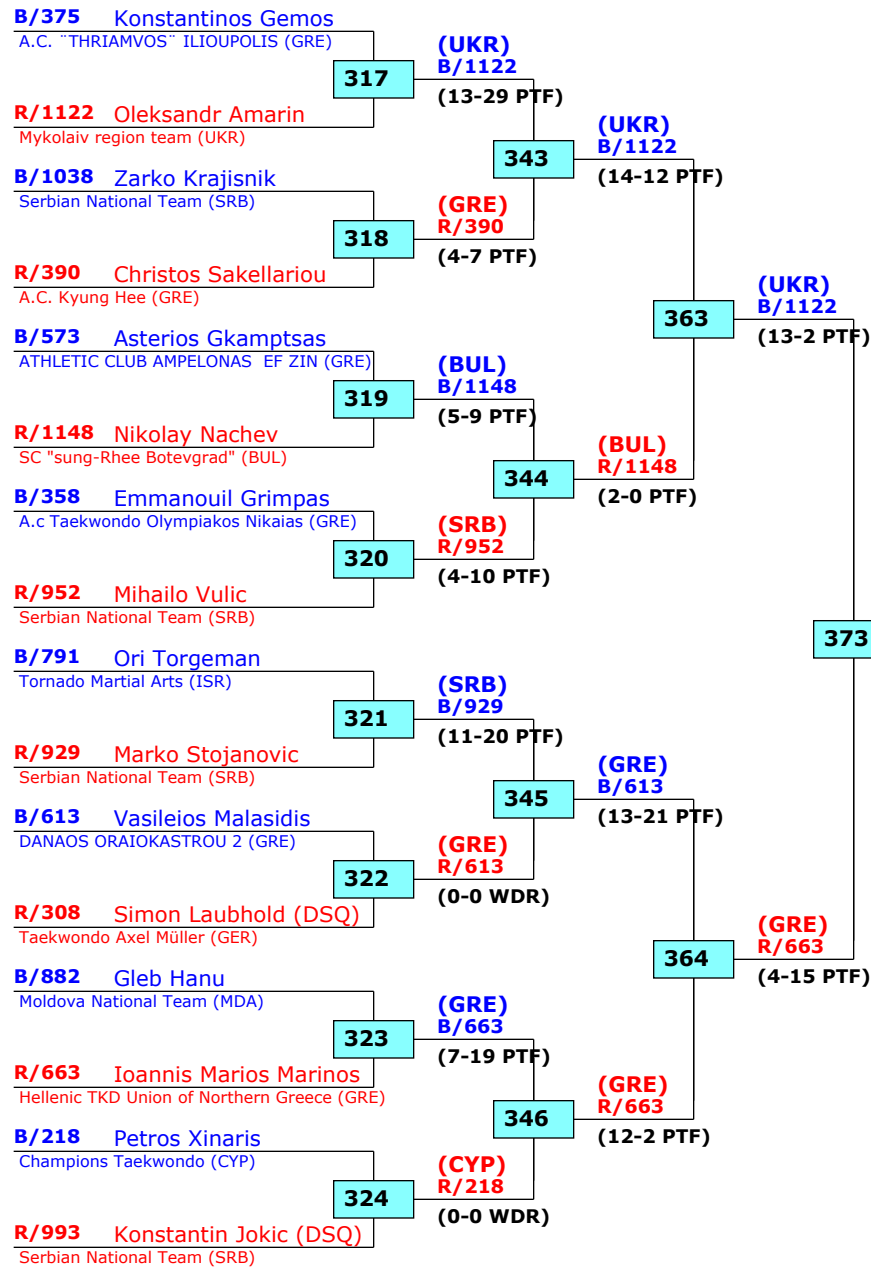 B/375 Konstantinos Gemos
A.C. ¨THRIAMVOS¨ ILIOUPOLIS (GRE)
317
R/1122 Oleksandr Amarin
Mykolaiv region team (UKR)
(UKR)
B/1122
(13-29 PTF)
343
B/1038 Zarko Krajisnik
Serbian National Team (SRB)
318
R/390 Christos Sakellariou
A.C. Kyung Hee (GRE)
(GRE)
R/390
(4-7 PTF)
(UKR)
B/1122
(14-12 PTF)
363
B/573 Asterios Gkamptsas
ATHLETIC CLUB AMPELONAS  EF ZIN (GRE)
319
R/1148 Nikolay Nachev
SC "sung-Rhee Botevgrad" (BUL)
(BUL)
B/1148
(5-9 PTF)
344
B/358 Emmanouil Grimpas
A.c Taekwondo Olympiakos Nikaias (GRE)
320
R/952 Mihailo Vulic
Serbian National Team (SRB)
(SRB)
R/952
(4-10 PTF)
(BUL)
R/1148
(2-0 PTF)
(UKR)
B/1122
(13-2 PTF)
373
B/791 Ori Torgeman
Tornado Martial Arts (ISR)
321
R/929 Marko Stojanovic
Serbian National Team (SRB)
(SRB)
B/929
(11-20 PTF)
345
B/613 Vasileios Malasidis
DANAOS ORAIOKASTROU 2 (GRE)
322
R/308 Simon Laubhold (DSQ)
Taekwondo Axel Müller (GER)
(GRE)
R/613
(0-0 WDR)
(GRE)
B/613
(13-21 PTF)
364
B/882 Gleb Hanu
Moldova National Team (MDA)
323
R/663 Ioannis Marios Marinos
Hellenic TKD Union of Northern Greece (GRE)
(GRE)
B/663
(7-19 PTF)
346
B/218 Petros Xinaris
Champions Taekwondo (CYP)
324
R/993 Konstantin Jokic (DSQ)
Serbian National Team (SRB)
(CYP)
R/218
(0-0 WDR)
(GRE)
R/663
(12-2 PTF)
(GRE)
R/663
(4-15 PTF)